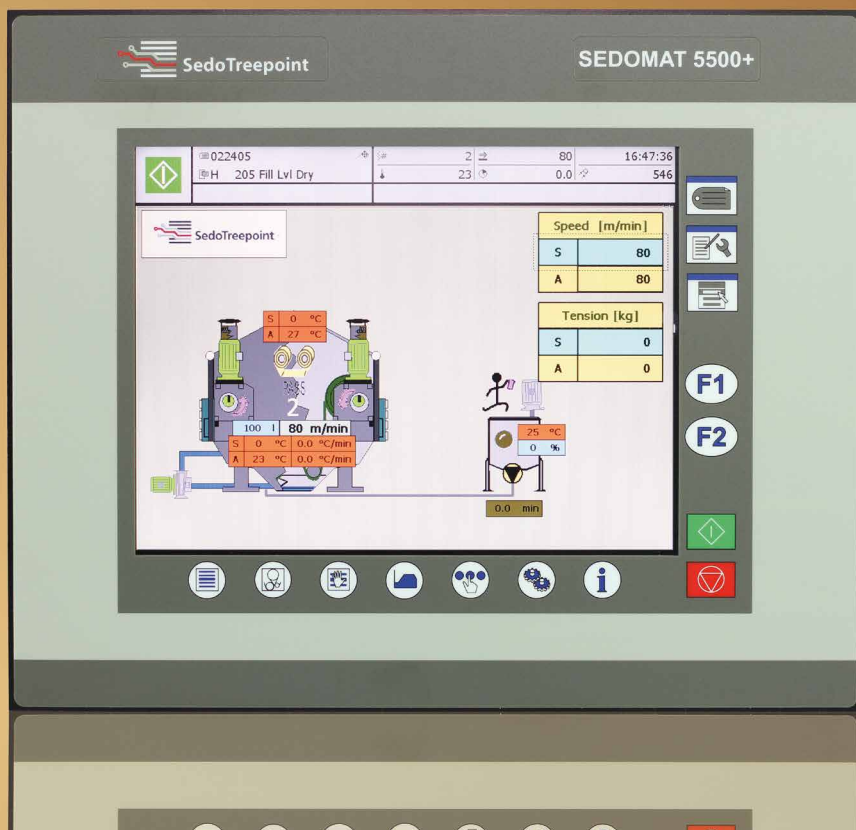 SedoTreepoint
SEDOMAT 5500+
022405 2 80 16:47:36
H 205 Fill Lvl Dry 23 0.0 546
SedoTreepoint
Speed [m/min]
S 80
A 80
Tension [kg]
S 0
A 0
S 0 °C
A 27 °C
PASS
2
100 l 80 m/min
S 0 °C 0.0 °C/min
A 23 °C 0.0 °C/min
25 °C
0 %
0.0 min
F1
F2
i